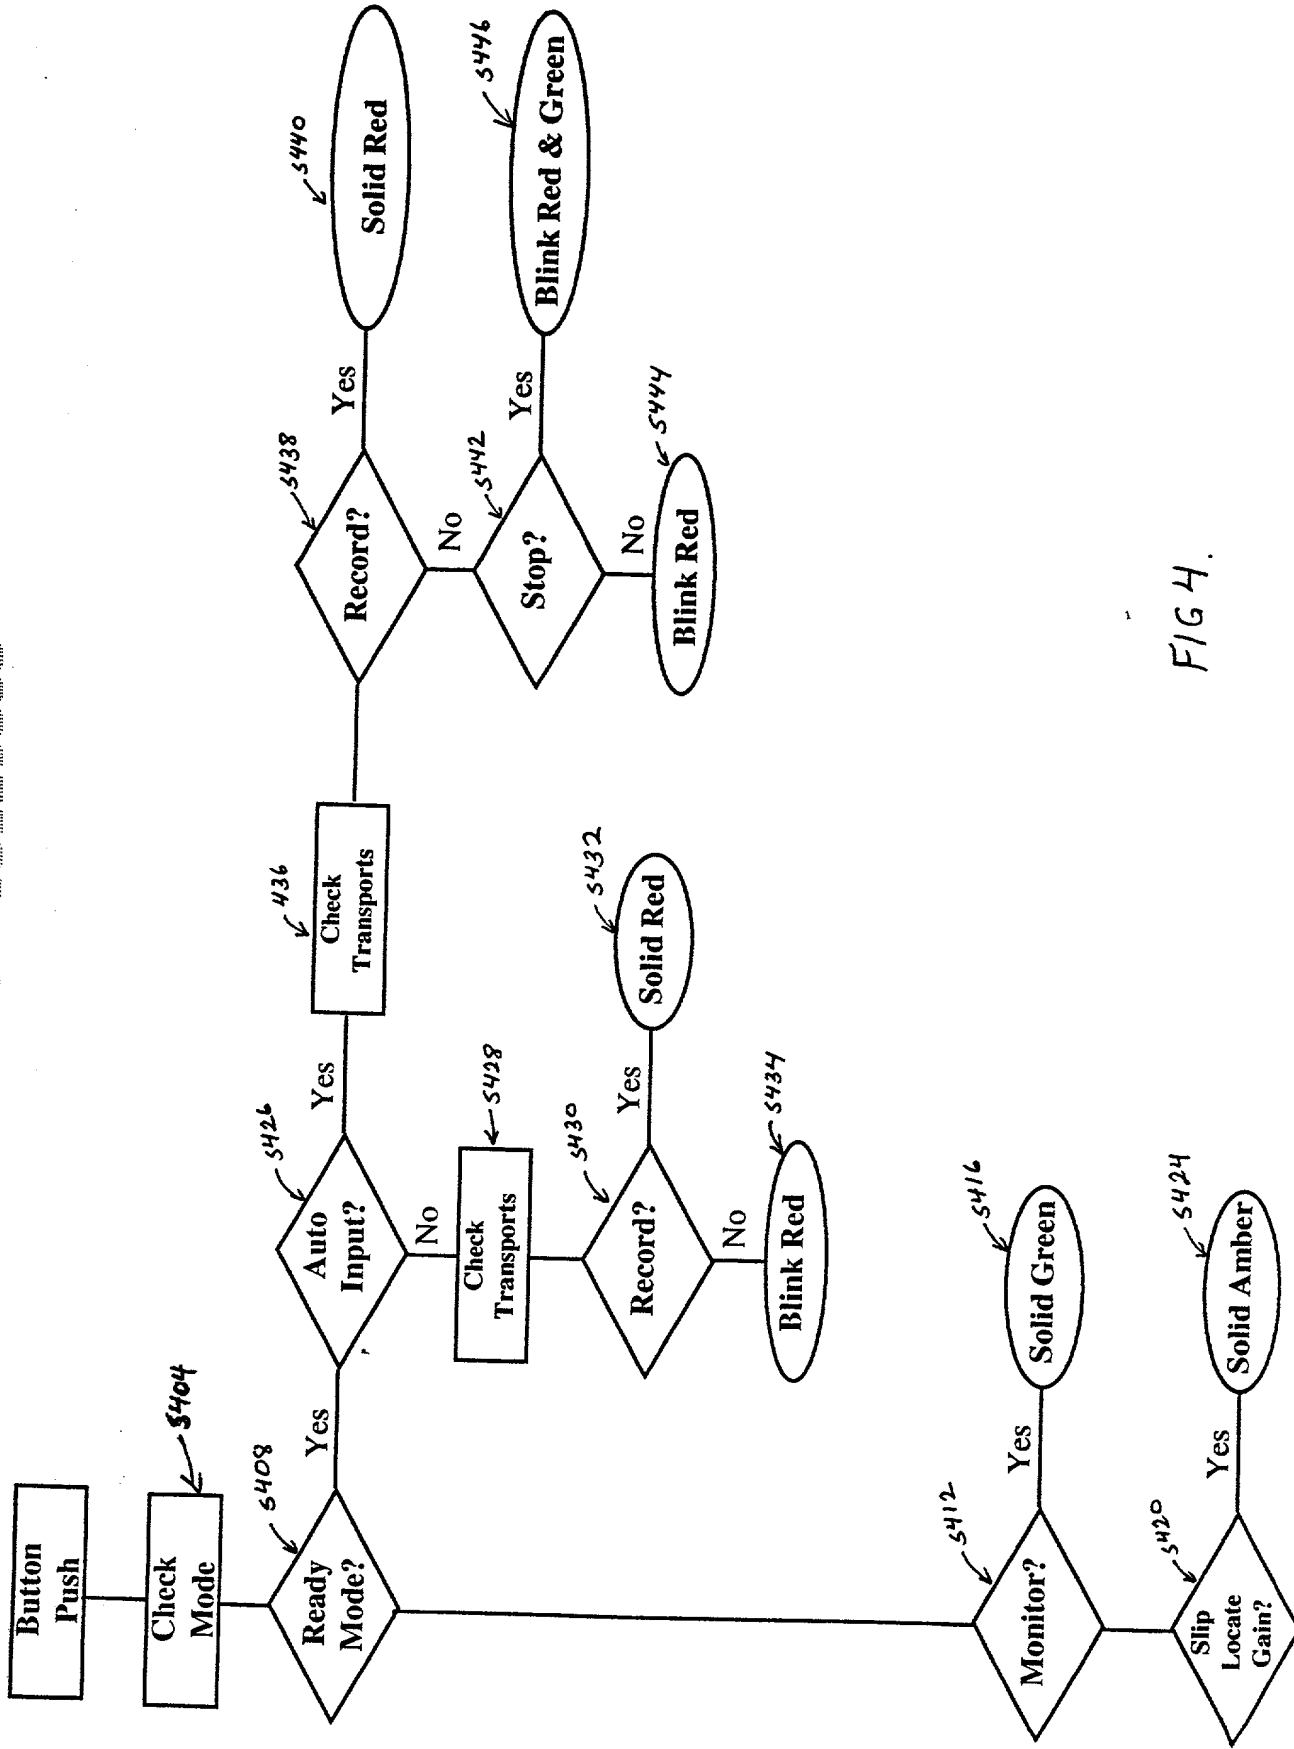 Button
Push
Check
Mode
S404
Ready
Mode?
S408
Yes
Auto
Input?
S426
Yes
Check
Transports
436
Record?
S438
Yes
Solid Red
S440
No
Stop?
S442
Yes
Blink Red & Green
S446
No
Blink Red
S444
No
Check
Transports
S428
Record?
S430
Yes
Solid Red
S432
No
Blink Red
S434
Monitor?
S412
Yes
Solid Green
S416
Slip
Locate
Gain?
S420
Yes
Solid Amber
S424
FIG 4.